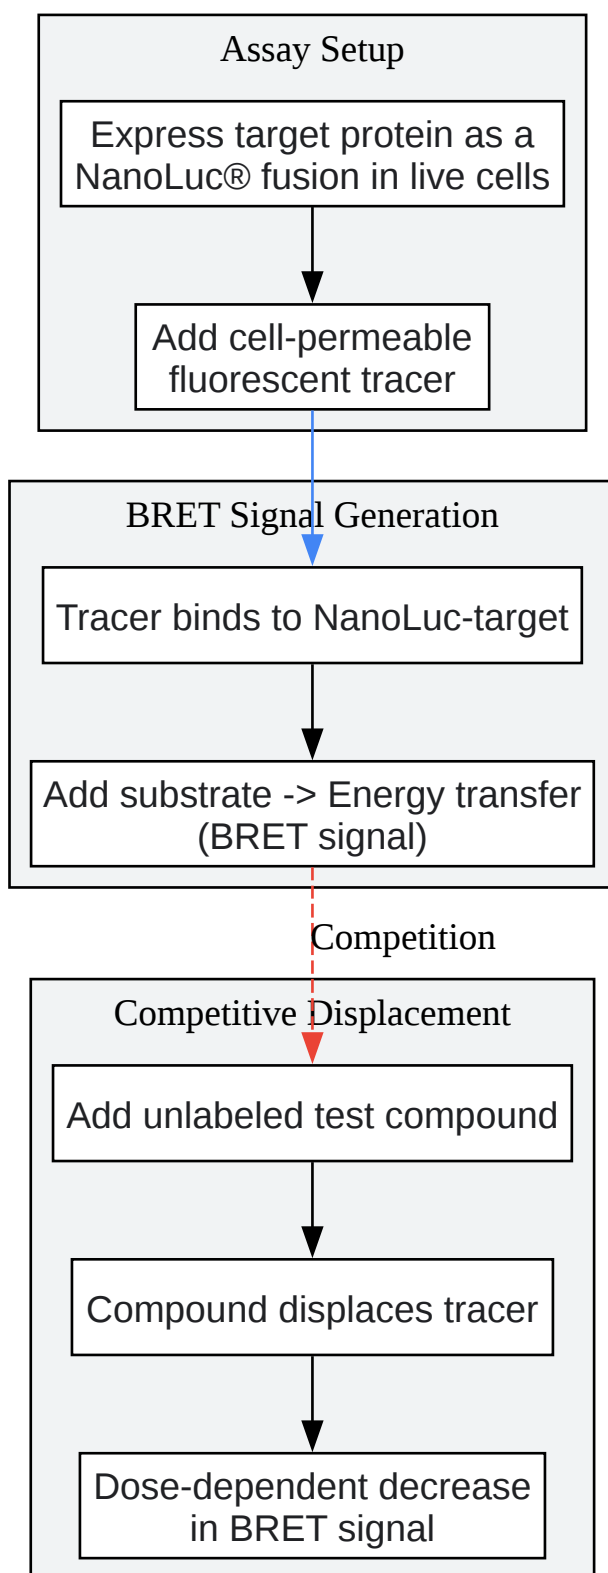 Assay Setup
Express target protein as a
NanoLuc® fusion in live cells
Add cell-permeable
fluorescent tracer
BRET Signal Generation
Tracer binds to NanoLuc-target
Add substrate -> Energy transfer
(BRET signal)
Competition
Competitive Displacement
Add unlabeled test compound
Compound displaces tracer
Dose-dependent decrease
in BRET signal